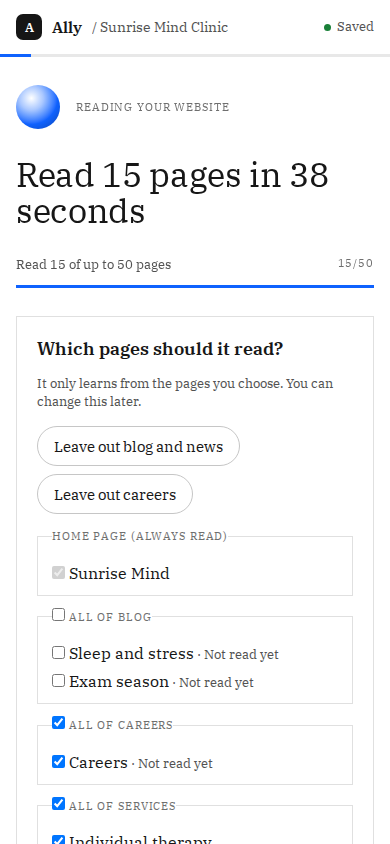 A Ally / Sunrise Mind Clinic Saved
READING YOUR WEBSITE
Read 15 pages in 38
seconds
Read 15 of up to 50 pages 15/50
Which pages should it read?
It only learns from the pages you choose. You can
change this later.
Leave out blog and news
Leave out careers
HOME PAGE (ALWAYS READ)
Sunrise Mind
ALL OF BLOG
Sleep and stress · Not read yet
Exam season · Not read yet
ALL OF CAREERS
Careers · Not read yet
ALL OF SERVICES
Individual therapy